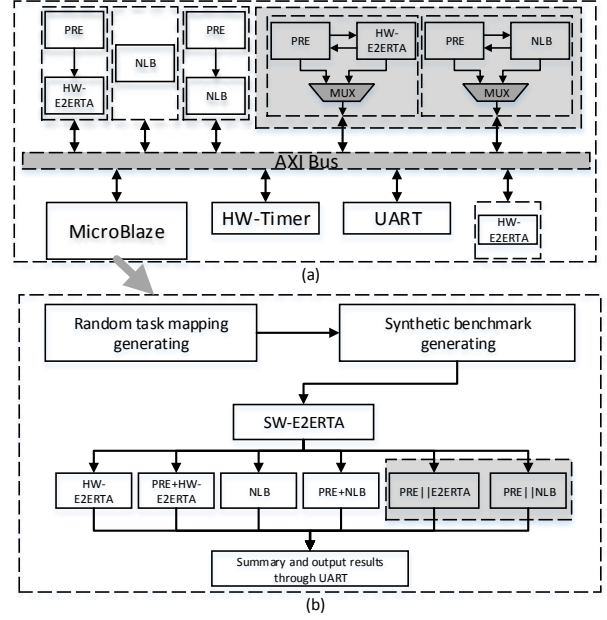 PRE
HW-
E2ERTA
NLB
PRE
NLB
PRE
HW-
E2ERTA
MUX
PRE
NLB
MUX
AXI Bus
MicroBlaze
HW-Timer
UART
HW-
E2ERTA
(a)
Random task mapping
generating
Synthetic benchmark
generating
SW-E2ERTA
HW-
E2ERTA
PRE+HW-
E2ERTA
NLB
PRE+NLB
PRE||E2ERTA
PRE||NLB
Summary and output results
through UART
(b)